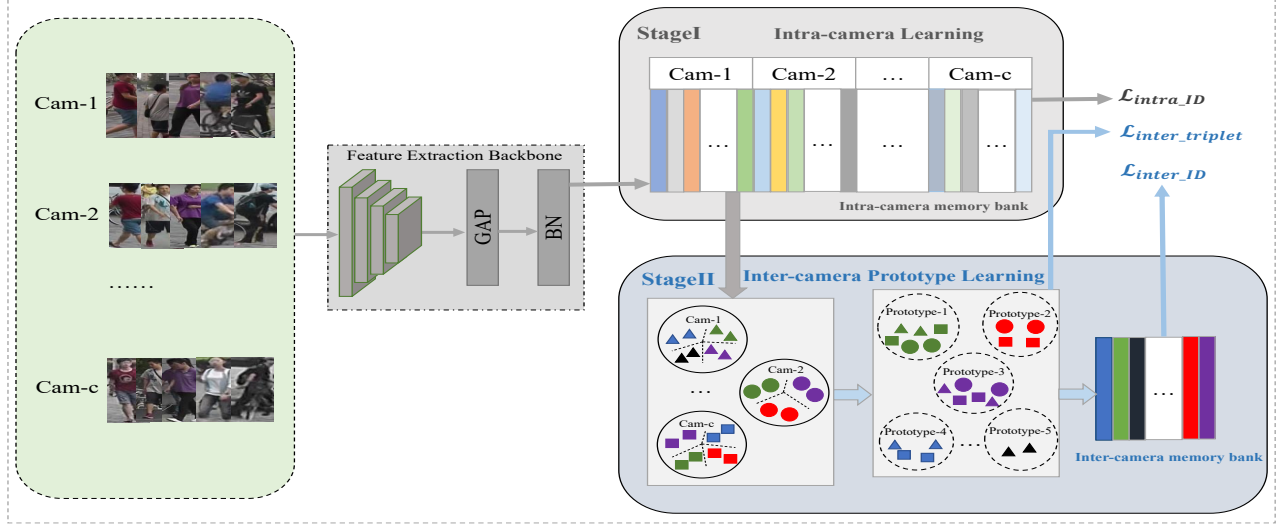 Cam-1
Cam-2
......
Cam-c
Feature Extraction Backbone
GAP
BN
StageI
Intra-camera Learning
Cam-1
Cam-2
...
Cam-c
...
...
...
...
Intra-camera memory bank
ℒintra_ID
ℒinter_triplet
ℒinter_ID
StageII
Inter-camera Prototype Learning
Cam-1
...
Cam-2
Cam-c
Prototype-1
Prototype-2
Prototype-3
Prototype-4
...
Prototype-5
...
Inter-camera memory bank